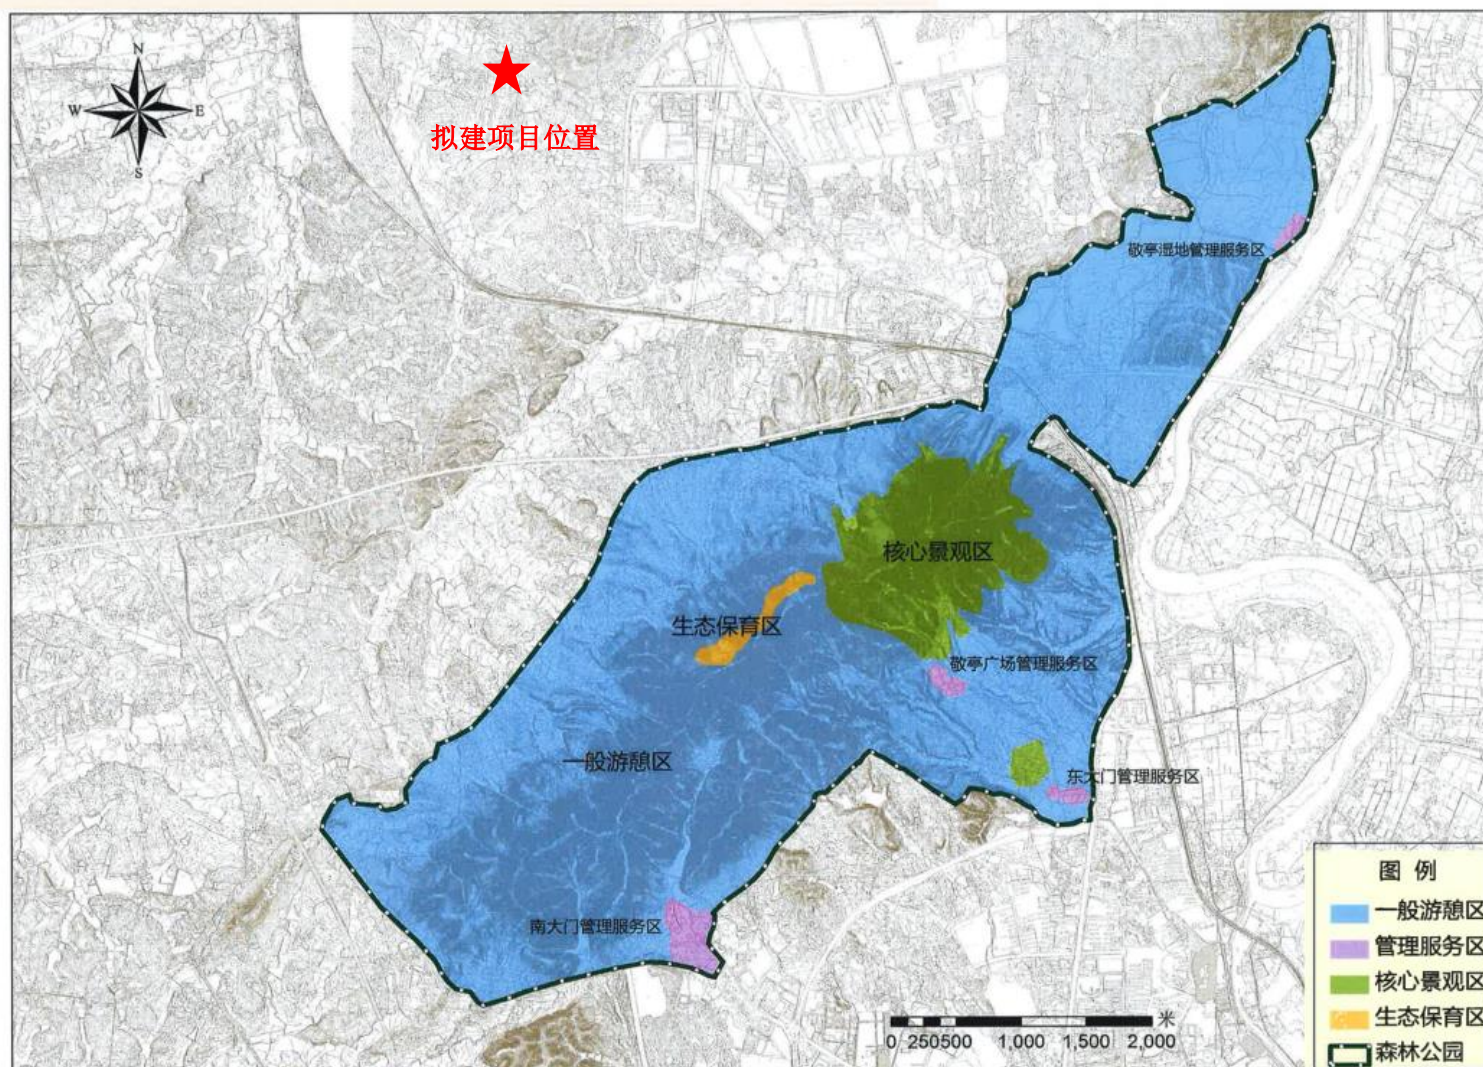 N
W E
S
拟建项目位置
敬亭湿地管理服务区
核心景观区
生态保育区
敬亭广场管理服务区
一般游憩区
东大门管理服务区
南大门管理服务区
图 例
一般游憩区
管理服务区
核心景观区
生态保育区
森林公园
米
0 250500 1,000 1,500 2,000